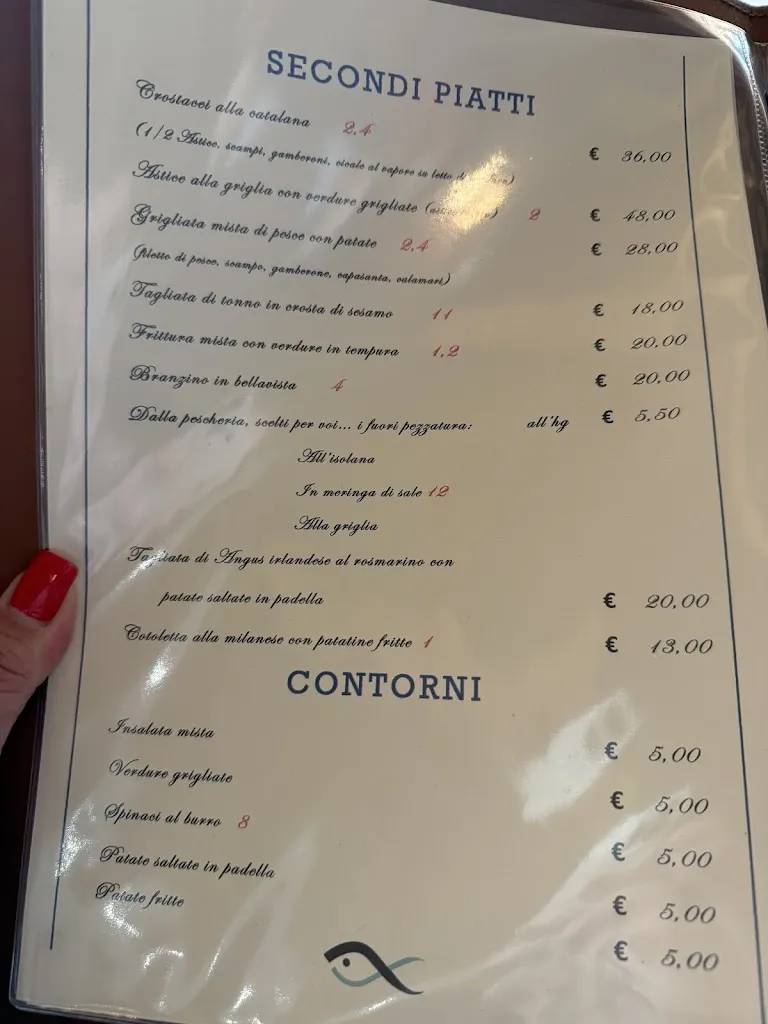 SECONDI PIATTI
Crostacei alla catalana 2,4
(1/2 Astice, scampi, gamberoni, cicale al vapore su letto di € 36,00
Astice alla griglia con verdure grigliate 2 € 48,00
Grigliata mista di pesce con patate 2,4 € 28,00
(filetto di pesce, scampo, gamberone, capasanta, calamari)
Tagliata di tonno in crosta di sesamo 11 € 18,00
Frittura mista con verdure in tempura 1,2 € 20,00
Branzino in bellavista 4 € 20,00
Dalla pescheria, scelti per voi... i fuori pezzatura: all'hg € 5,50
All'isolana
In meringa di sale 12
Alla griglia
Tagliata di Angus irlandese al rosmarino con
patate saltate in padella € 20,00
Cotoletta alla milanese con patatine fritte 1 € 13,00
CONTORNI
Insalata mista € 5,00
Verdure grigliate € 5,00
Spinaci al burro 8 € 5,00
Patate saltate in padella € 5,00
Patate fritte € 5,00